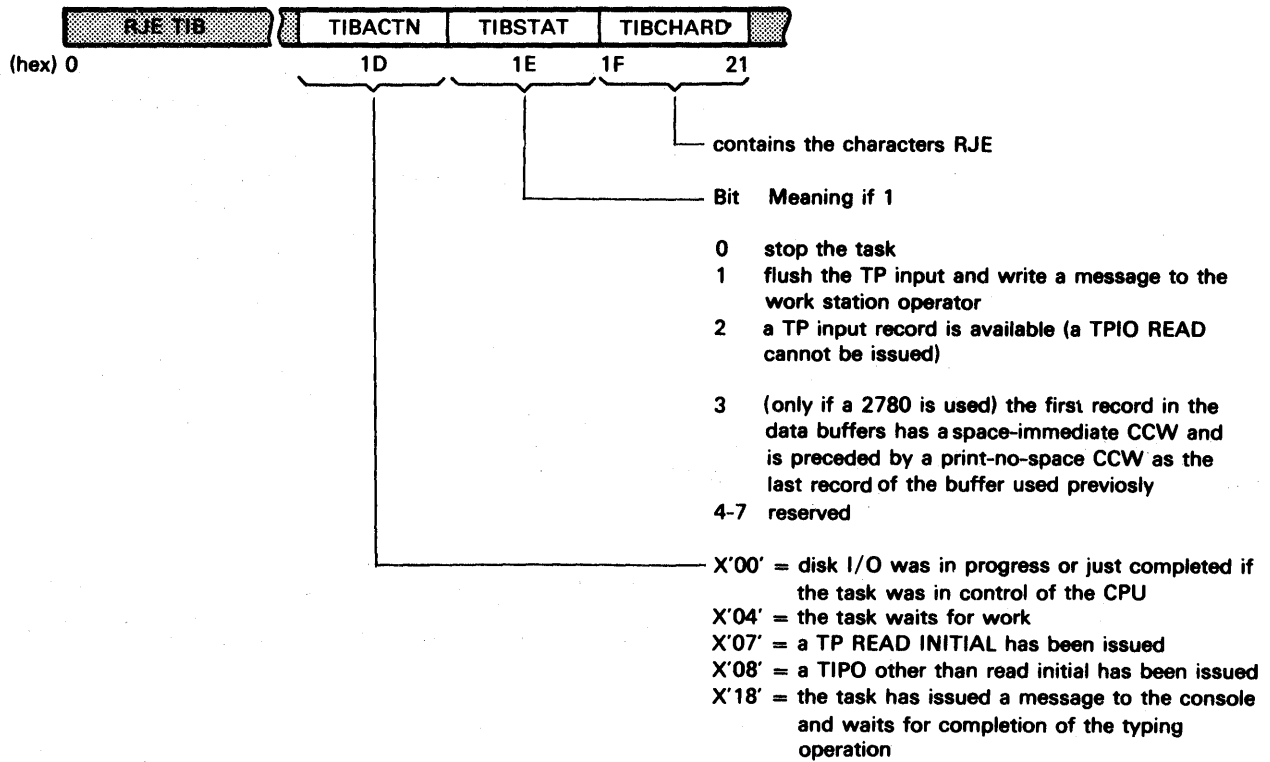 RJE TIB TIBACTN TIBSTAT TIBCHARD
(hex) 0 1D 1E 1F 21
contains the characters RJE
Bit Meaning if 1
0 stop the task
1 flush the TP input and write a message to the
work station operator
2 a TP input record is available (a TPIO READ
cannot be issued)
3 (only if a 2780 is used) the first record in the
data buffers has a space-immediate CCW and
is preceded by a print-no-space CCW as the
last record of the buffer used previosly
4-7 reserved
X'00' = disk I/O was in progress or just completed if
the task was in control of the CPU
X'04' = the task waits for work
X'07' = a TP READ INITIAL has been issued
X'08' = a TIPO other than read initial has been issued
X'18' = the task has issued a message to the console
and waits for completion of the typing
operation